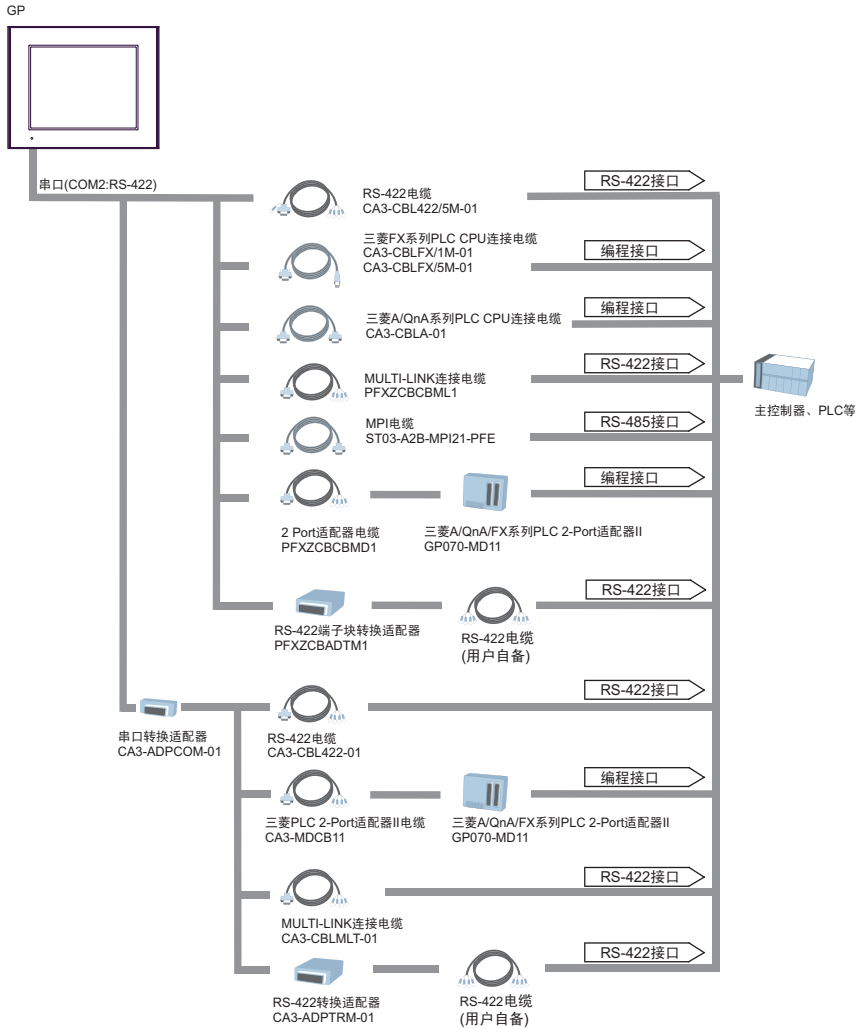 GP
串口(COM2:RS-422)
RS-422电缆
CA3-CBL422/5M-01
RS-422接口
三菱FX系列PLC CPU连接电缆
CA3-CBLFX/1M-01
CA3-CBLFX/5M-01
编程接口
三菱A/QnA系列PLC CPU连接电缆
CA3-CBLA-01
编程接口
MULTI-LINK连接电缆
PFXZCBCBML1
RS-422接口
主控制器、PLC等
MPI电缆
ST03-A2B-MPI21-PFE
RS-485接口
2 Port适配器电缆
PFXZCBCBMD1
三菱A/QnA/FX系列PLC 2-Port适配器II
GP070-MD11
编程接口
RS-422端子块转换适配器
PFXZCBADTM1
RS-422电缆
(用户自备)
RS-422接口
串口转换适配器
CA3-ADPCOM-01
RS-422电缆
CA3-CBL422-01
RS-422接口
三菱PLC 2-Port适配器II电缆
CA3-MDCB11
三菱A/QnA/FX系列PLC 2-Port适配器II
GP070-MD11
编程接口
MULTI-LINK连接电缆
CA3-CBLMLT-01
RS-422接口
RS-422转换适配器
CA3-ADPTRM-01
RS-422电缆
(用户自备)
RS-422接口